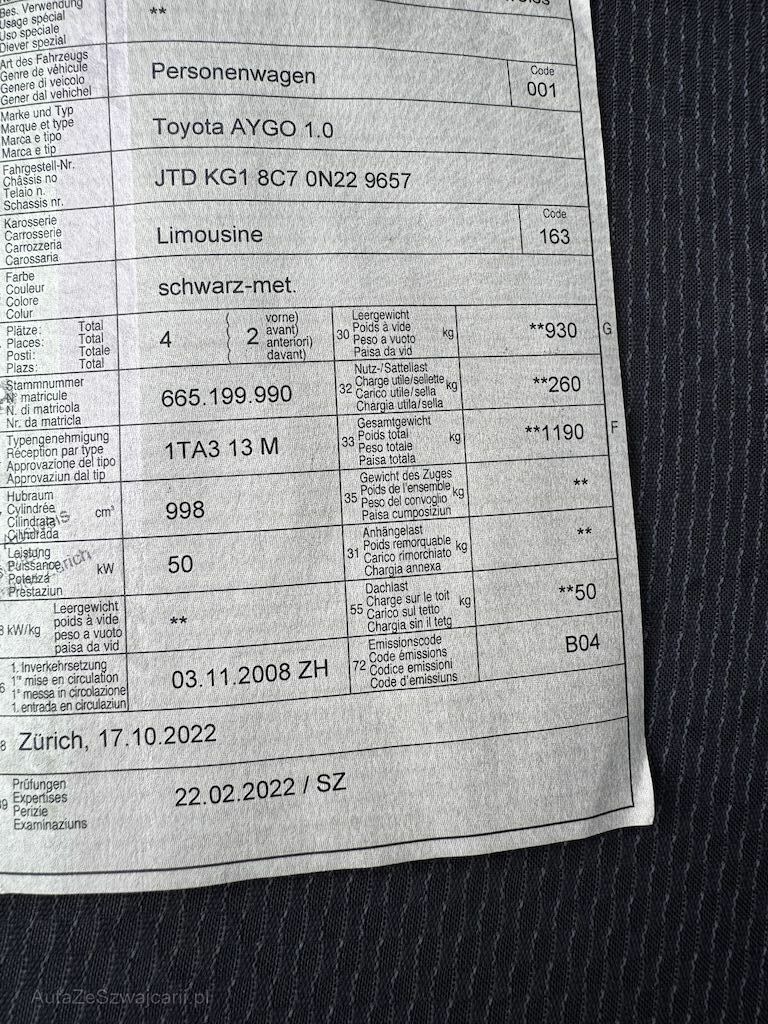 Bes. Verwendung
Usage spécial
Uso speciale
Diever spezial
**
Art des Fahrzeugs
Genre de véhicule
Genere di veicolo
Gener dal vehichel
Personenwagen
Code
001
Marke und Typ
Marque et type
Marca e tipo
Marca e tip
Toyota AYGO 1.0
Fahrgestell-Nr.
Châssis no
Telaio n.
Schassis nr.
JTD KG1 8C7 0N22 9657
Karosserie
Carrosserie
Carrozzeria
Carossaria
Limousine
Code
163
Farbe
Couleur
Colore
Colur
schwarz-met.
Plätze: Total
Places: Total
Posti: Totale
Plazs: Total
4
( vorne)
2 avant)
anteriori)
( davant)
30
Leergewicht
Poids à vide
Peso a vuoto
Paisa da vid
kg
**930
G
Stammnummer
N° matricule
N. di matricola
Nr. da matricla
665.199.990
32
Nutz-/Sattellast
Charge utile/sellette
Carico utile/sella
Chargia utila/sella
kg
**260
Typengenehmigung
Réception par type
Approvazione del tipo
Approvaziun dal tip
1TA3 13 M
33
Gesamtgewicht
Poids total
Peso totale
Paisa totala
kg
**1190
F
Hubraum
Cylindrée
Cilindrata
Cilindrada
cm³
998
35
Gewicht des Zuges
Poids de l'ensemble
Peso del convoglio
Paisa cumposiziun
kg
**
Leistung
Puissance
Potenza
Prestaziun
kW
50
31
Anhängelast
Poids remorquable
Carico rimorchiato
Chargia annexa
kg
**
kW/kg
Leergewicht
poids à vide
peso a vuoto
paisa da vid
**
55
Dachlast
Charge sur le toit
Carico sul tetto
Chargia sin il tetg
kg
**50
1. Inverkehrsetzung
1re mise en circulation
1a messa in circolazione
1. entrada en circulaziun
03.11.2008 ZH
72
Emissionscode
Code émissions
Codice emissioni
Code d'emissiuns
B04
Zürich, 17.10.2022
Prüfungen
Expertises
Perizie
Examinaziuns
22.02.2022 / SZ
AutaZeSzwajcarii.pl